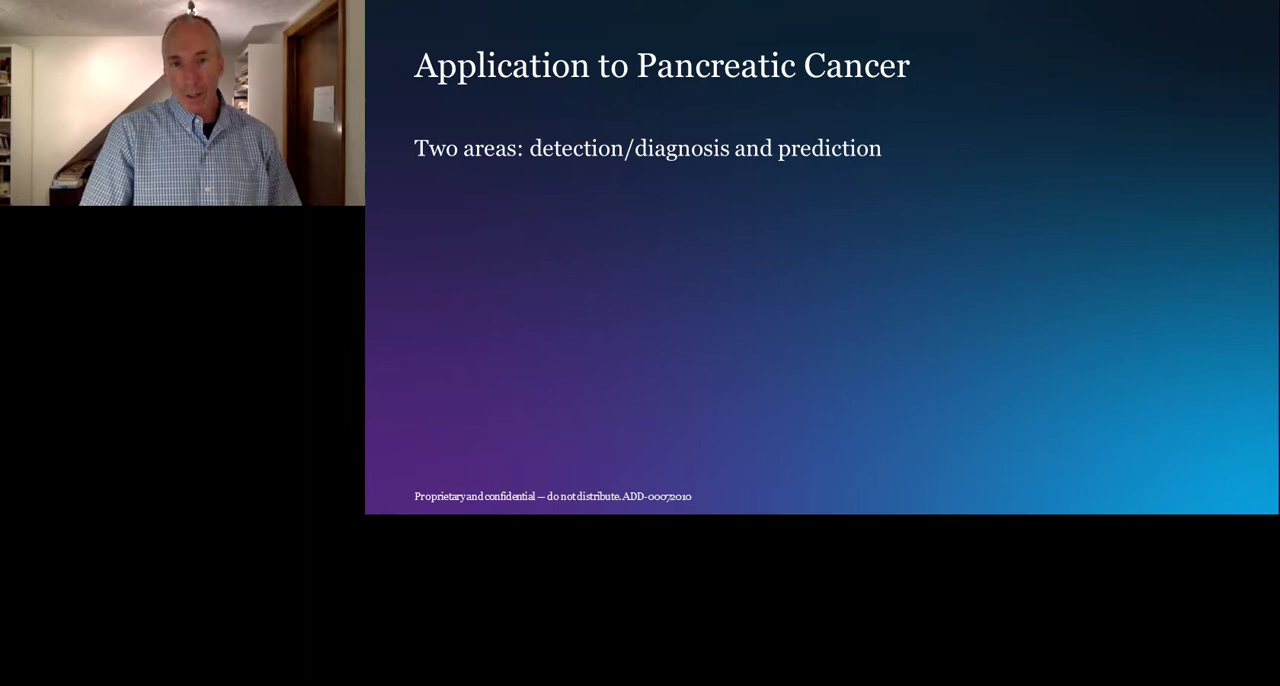 Application to Pancreatic Cancer
Two areas: detection/diagnosis and prediction
Proprietary and confidential — do not distribute. ADD-00072010